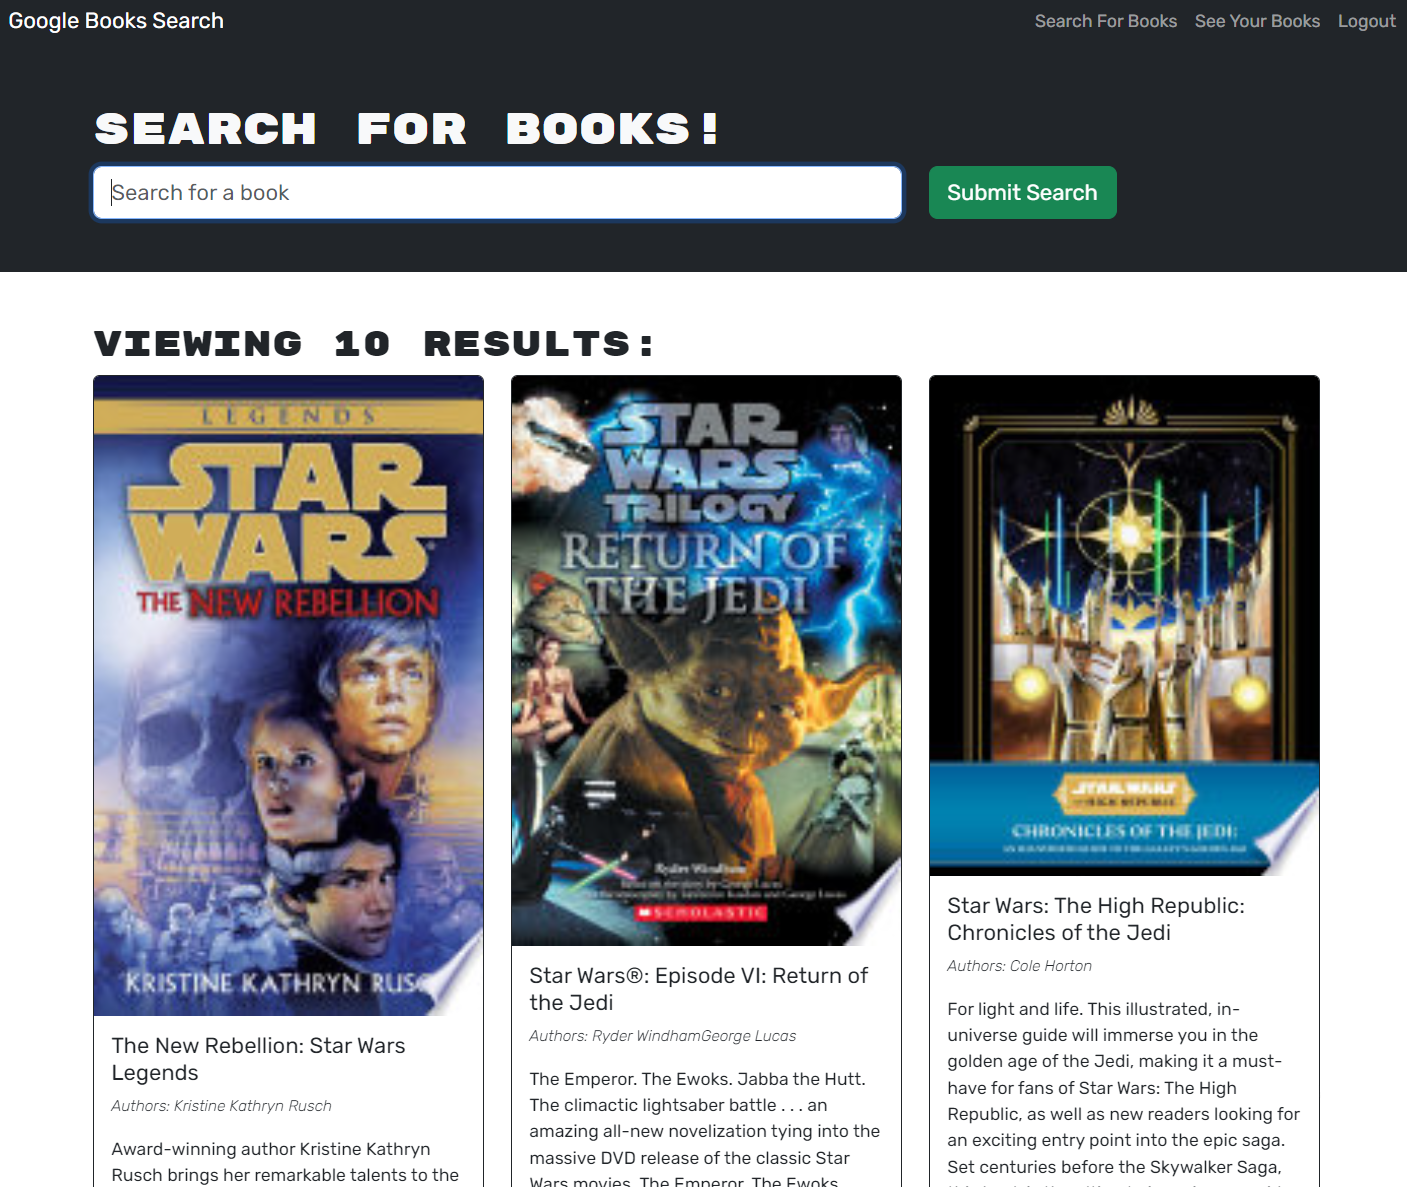 Google Books Search
Search For Books
See Your Books
Logout
SEARCH FOR BOOKS!
Search for a book
Submit Search
VIEWING 10 RESULTS:
LEGENDS
STAR
WARS
THE NEW REBELLION
KRISTINE KATHRYN RUSC
The New Rebellion: Star Wars
Legends
Authors: Kristine Kathryn Rusch
Award-winning author Kristine Kathryn
Rusch brings her remarkable talents to the
STAR
WARS
TRILOGY
RETURN OF
THE JEDI
Ryder Windham
SCHOLASTIC
Star Wars®: Episode VI: Return of
the Jedi
Authors: Ryder WindhamGeorge Lucas
The Emperor. The Ewoks. Jabba the Hutt.
The climactic lightsaber battle . . . an
amazing all-new novelization tying into the
massive DVD release of the classic Star
Wars movies. The Emperor. The Ewoks.
STAR WARS
THE HIGH REPUBLIC
CHRONICLES OF THE JEDI:
Star Wars: The High Republic:
Chronicles of the Jedi
Authors: Cole Horton
For light and life. This illustrated, in-
universe guide will immerse you in the
golden age of the Jedi, making it a must-
have for fans of Star Wars: The High
Republic, as well as new readers looking for
an exciting entry point into the epic saga.
Set centuries before the Skywalker Saga,